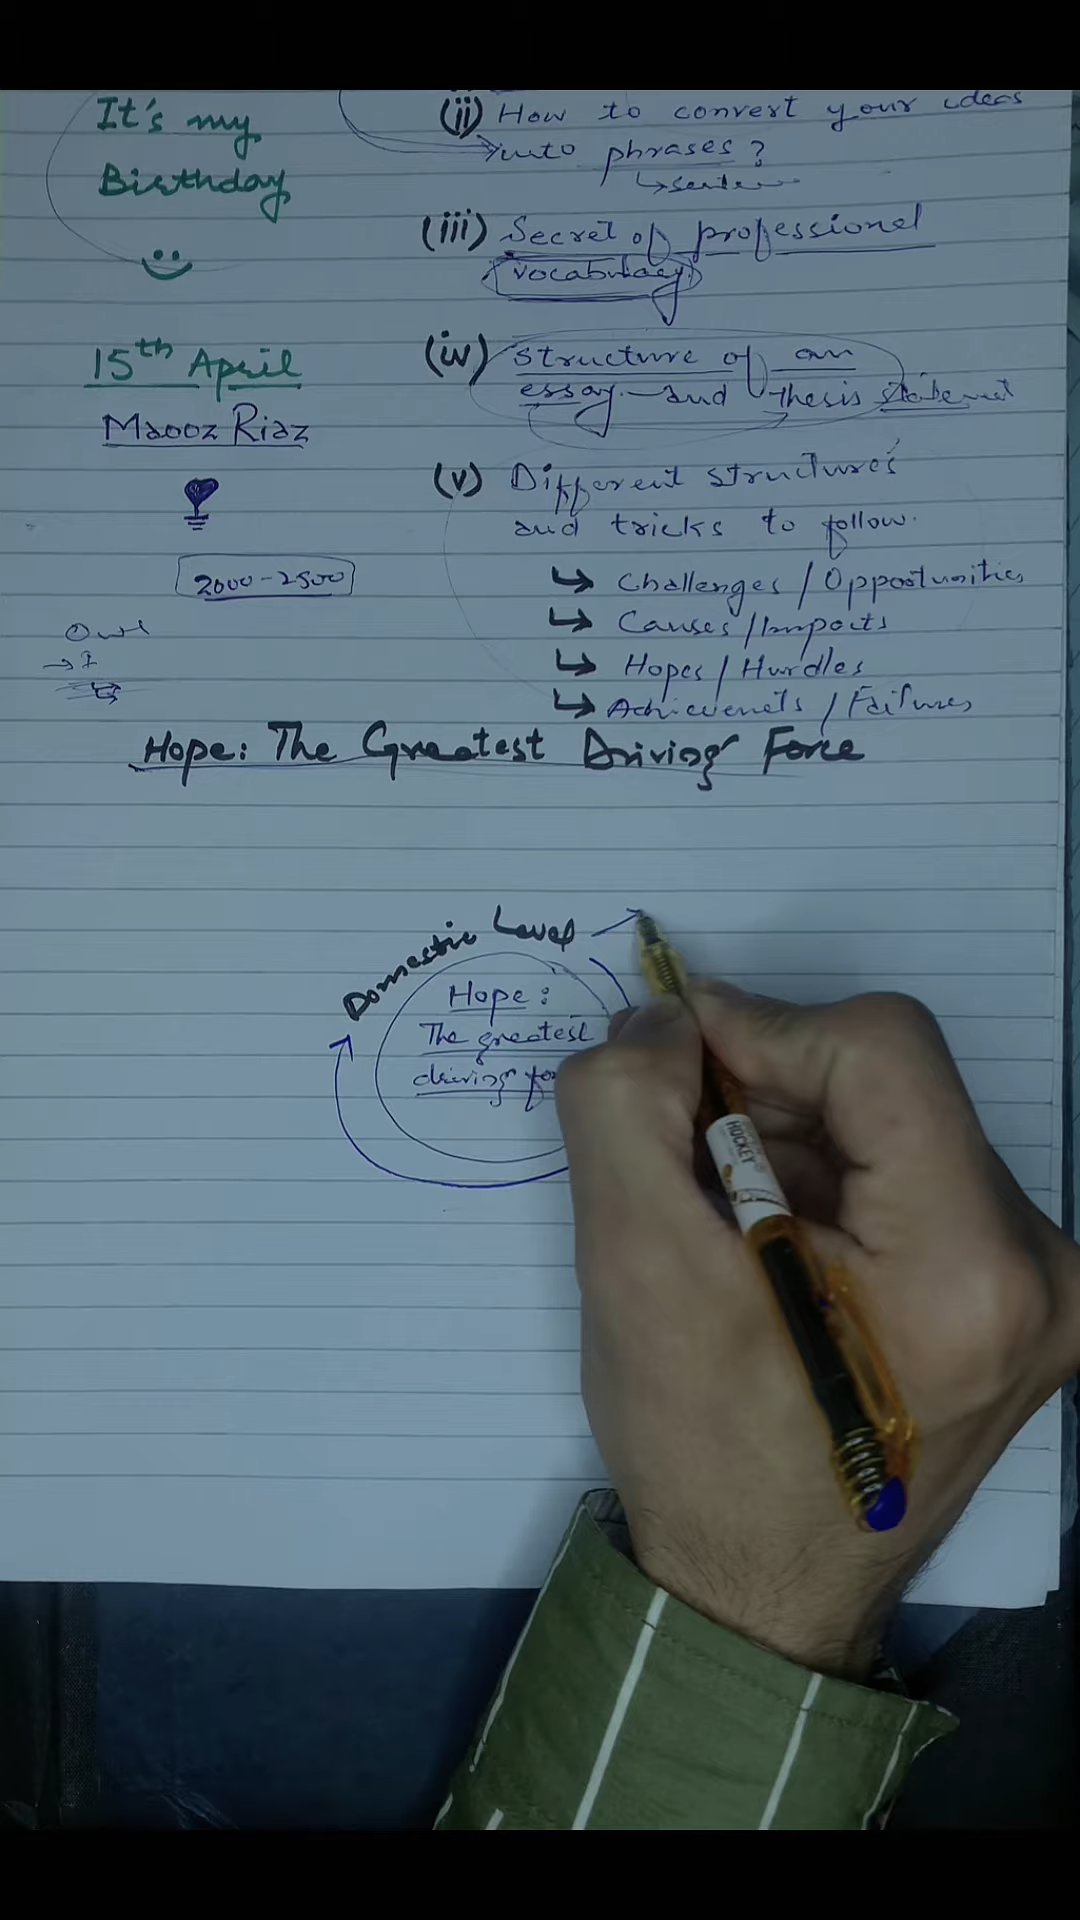 It's my
Birthday
15th April
Maooz Riaz
2000-2500
(ii) How to convert your ideas
into phrases?
(iii) Secret of professional
vocabulary
(iv) structure of an
essay and thesis statement
(v) Different structures
and tricks to follow.
Challenges / Opportunities
Causes / Impacts
Hopes / Hurdles
Achievements / Failures
Hope: The Greatest Driving Force
Domestic Level
Hope:
The greatest
driving
HOCKEY